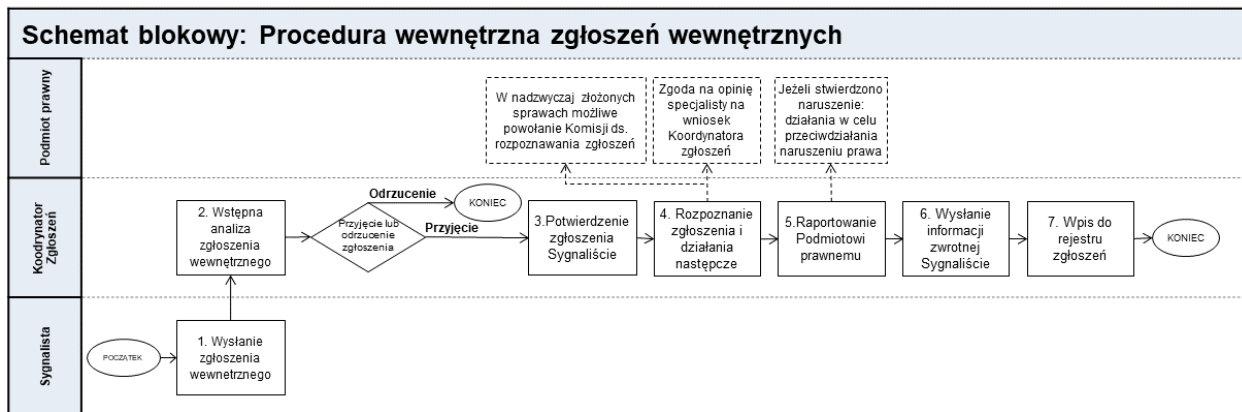 Schemat blokowy: Procedura wewnętrzna zgłoszeń wewnętrznych
Podmiot prawny
W nadzwyczaj złożonych
sprawach możliwe
powołanie Komisji ds.
rozpoznawania zgłoszeń
Zgoda na opinię
specjalisty na
wniosek
Koordynatora
zgłoszeń
Jeżeli stwierdzono
naruszenie:
działania w celu
przeciwdziałania
naruszeniu prawa
Koodrynator
Zgłoszeń
2. Wstępna
analiza
zgłoszenia
wewnętrznego
Przyjęcie lub
odrzucenie
zgłoszenia
Odrzucenie
KONIEC
Przyjęcie
3.Potwierdzenie
zgłoszenia
Sygnaliście
4. Rozpoznanie
zgłoszenia i
działania
następcze
5.Raportowanie
Podmiotowi
prawnemu
6. Wysłanie
informacji
zwrotnej
Sygnaliście
7. Wpis do
rejestru
zgłoszeń
KONIEC
Sygnalista
POCZĄTEK
1. Wysłanie
zgłoszenia
wewnetrznego